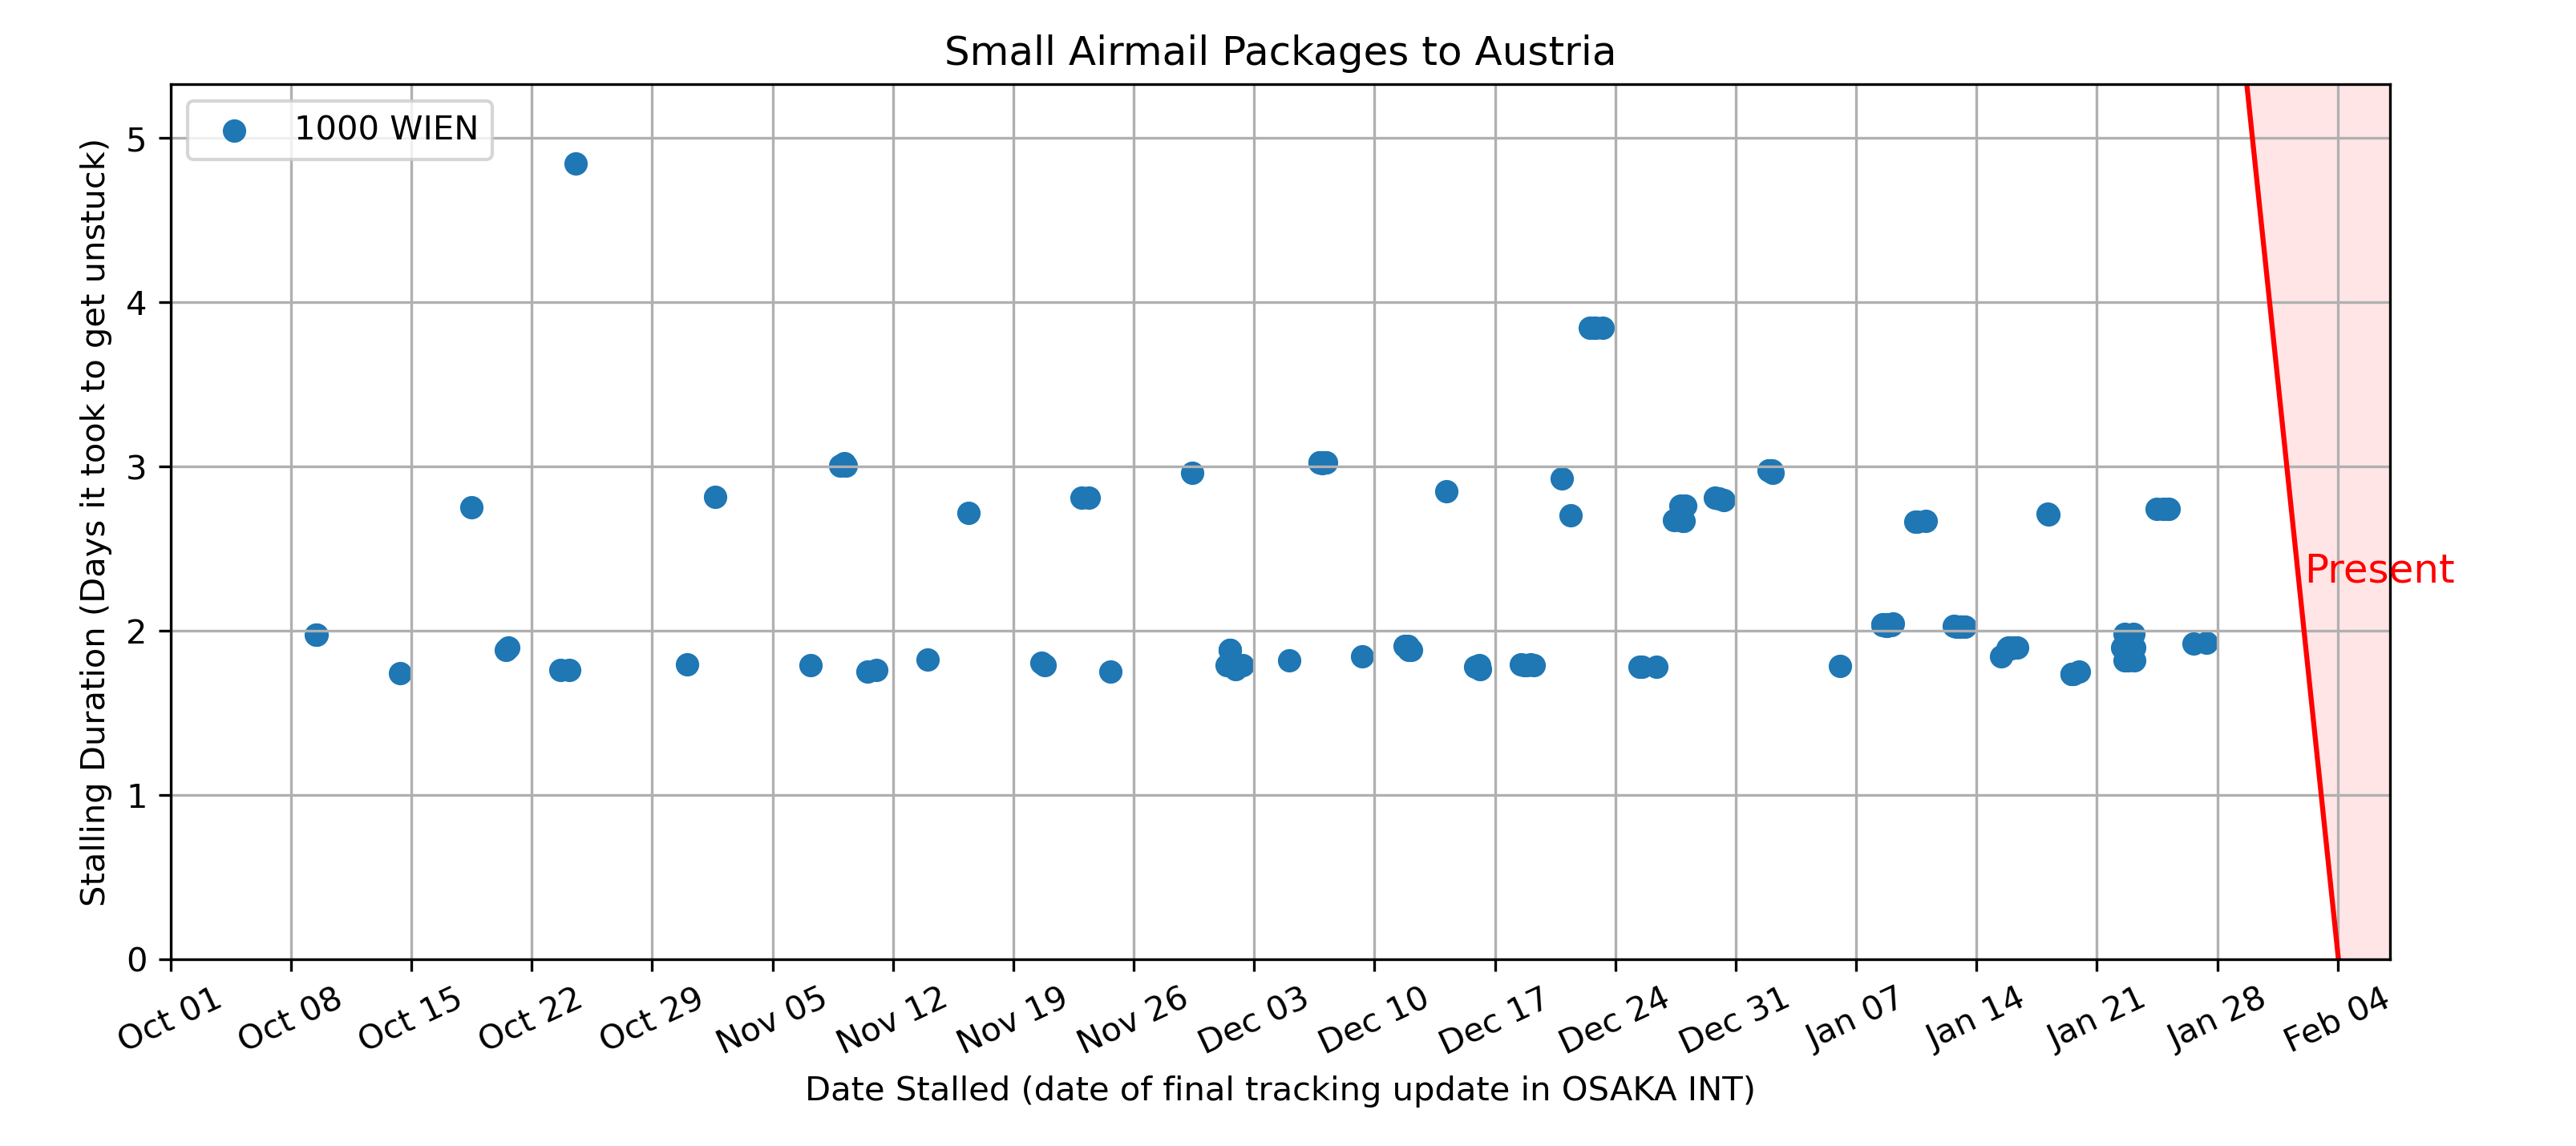 Small Airmail Packages to Austria
1000 WIEN
Stalling Duration (Days it took to get unstuck)
5
4
3
2
1
0
Present
Oct 01
Oct 08
Oct 15
Oct 22
Oct 29
Nov 05
Nov 12
Nov 19
Nov 26
Dec 03
Dec 10
Dec 17
Dec 24
Dec 31
Jan 07
Jan 14
Jan 21
Jan 28
Feb 04
Date Stalled (date of final tracking update in OSAKA INT)